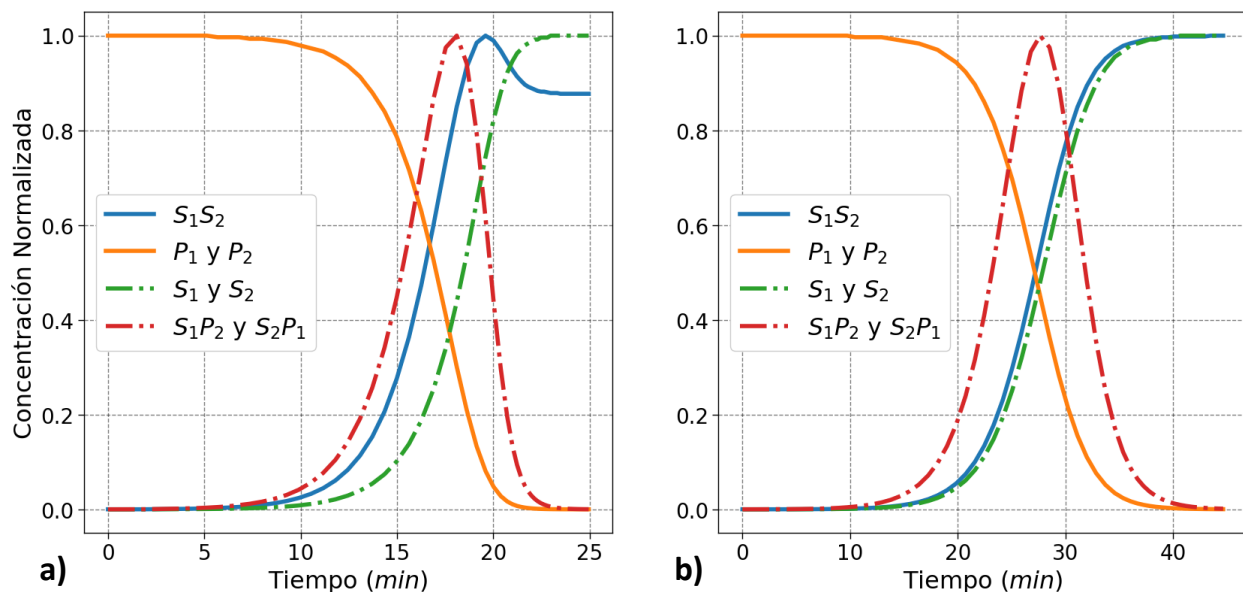 Concentración Normalizada
1.0
0.8
0.6
0.4
0.2
0.0
S₁S₂
P₁ y P₂
S₁ y S₂
S₁P₂ y S₂P₁
0 5 10 15 20 25
Tiempo (min)
a)
1.0
0.8
0.6
0.4
0.2
0.0
S₁S₂
P₁ y P₂
S₁ y S₂
S₁P₂ y S₂P₁
0 10 20 30 40
Tiempo (min)
b)